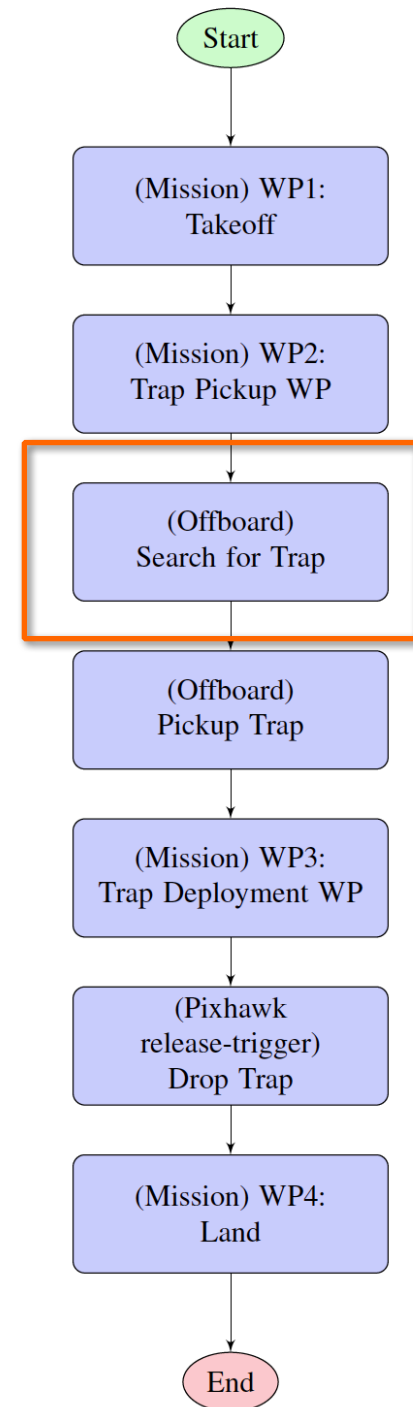 Start
(Mission) WP1:
Takeoff
(Mission) WP2:
Trap Pickup WP
(Offboard)
Search for Trap
(Offboard)
Pickup Trap
(Mission) WP3:
Trap Deployment WP
(Pixhawk
release-trigger)
Drop Trap
(Mission) WP4:
Land
End